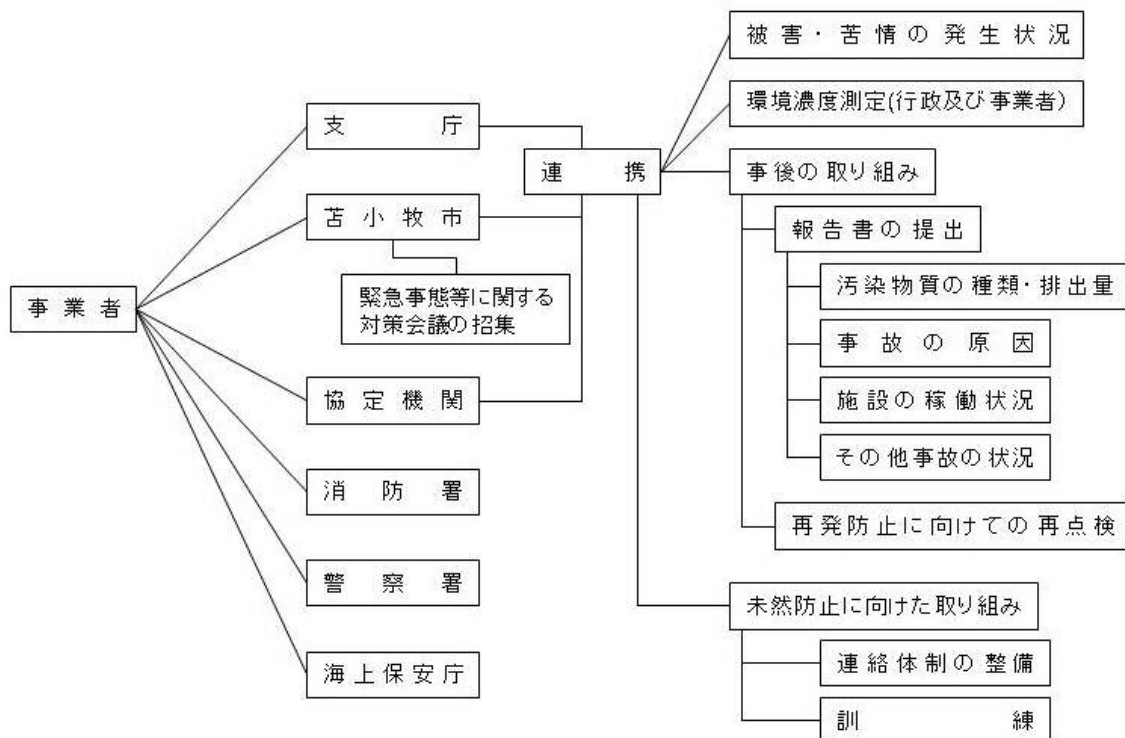 事業者
支庁
苫小牧市
緊急事態等に関する
対策会議の招集
協定機関
消防署
警察署
海上保安庁
連携
被害・苦情の発生状況
環境濃度測定(行政及び事業者)
事後の取り組み
報告書の提出
汚染物質の種類・排出量
事故の原因
施設の稼働状況
その他事故の状況
再発防止に向けての再点検
未然防止に向けた取り組み
連絡体制の整備
訓練